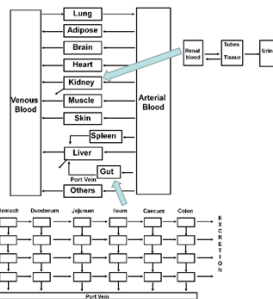 Lung
Adipose
Brain
Heart
Kidney
Muscle
Skin
Spleen
Liver
Gut
Port Vein
Others
Venous
Blood
Arterial
Blood
Renal
blood
Tubes
Tissue
Urin
Stomach Duodenum Jejunum Ileum Caecum Colon
EXCRETION
Port Vein